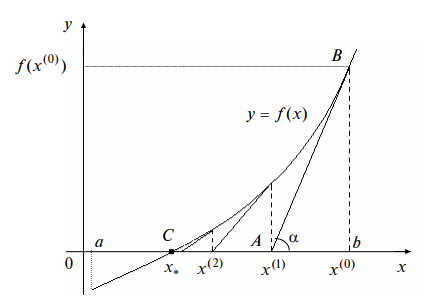 y
f(x⁽⁰⁾)
B
y = f(x)
a
C
A
α
b
0
x*
x⁽²⁾
x⁽¹⁾
x⁽⁰⁾
x